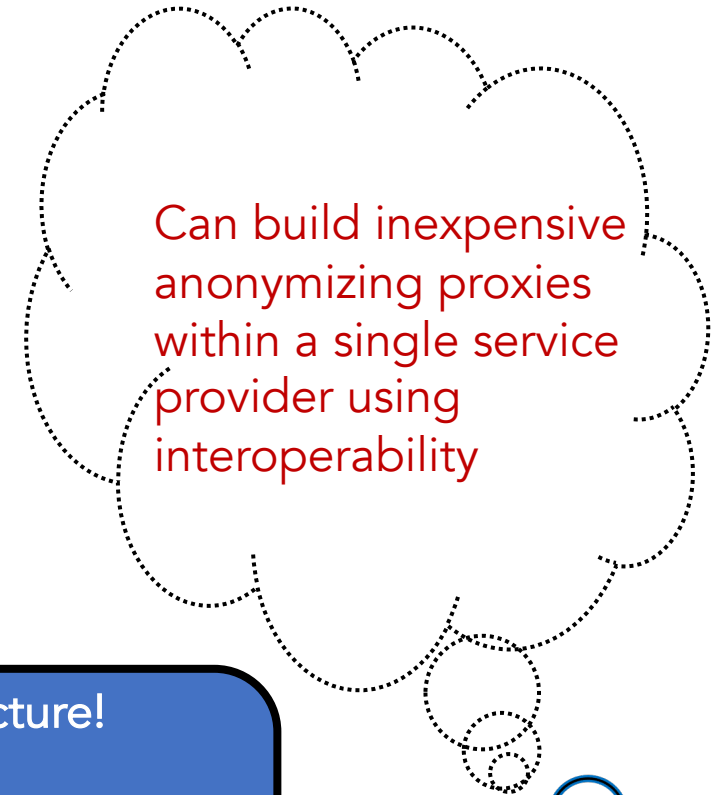 Can build inexpensive
anonymizing proxies
within a single service
provider using
interoperability
cture!